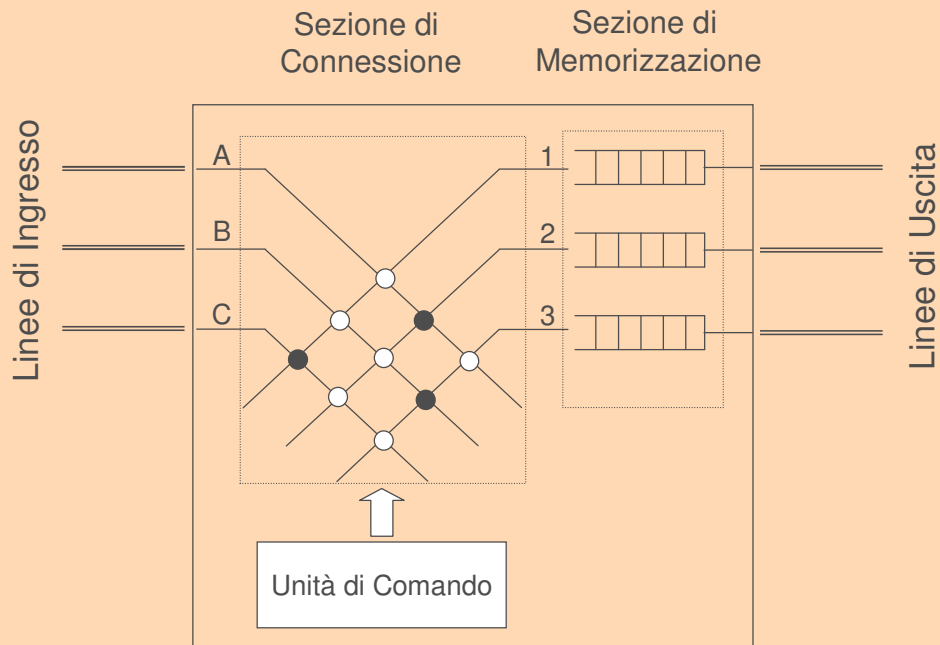 Sezione di
Connessione
Sezione di
Memorizzazione
Linee di Ingresso
A
B
C
1
2
3
Linee di Uscita
Unità di Comando